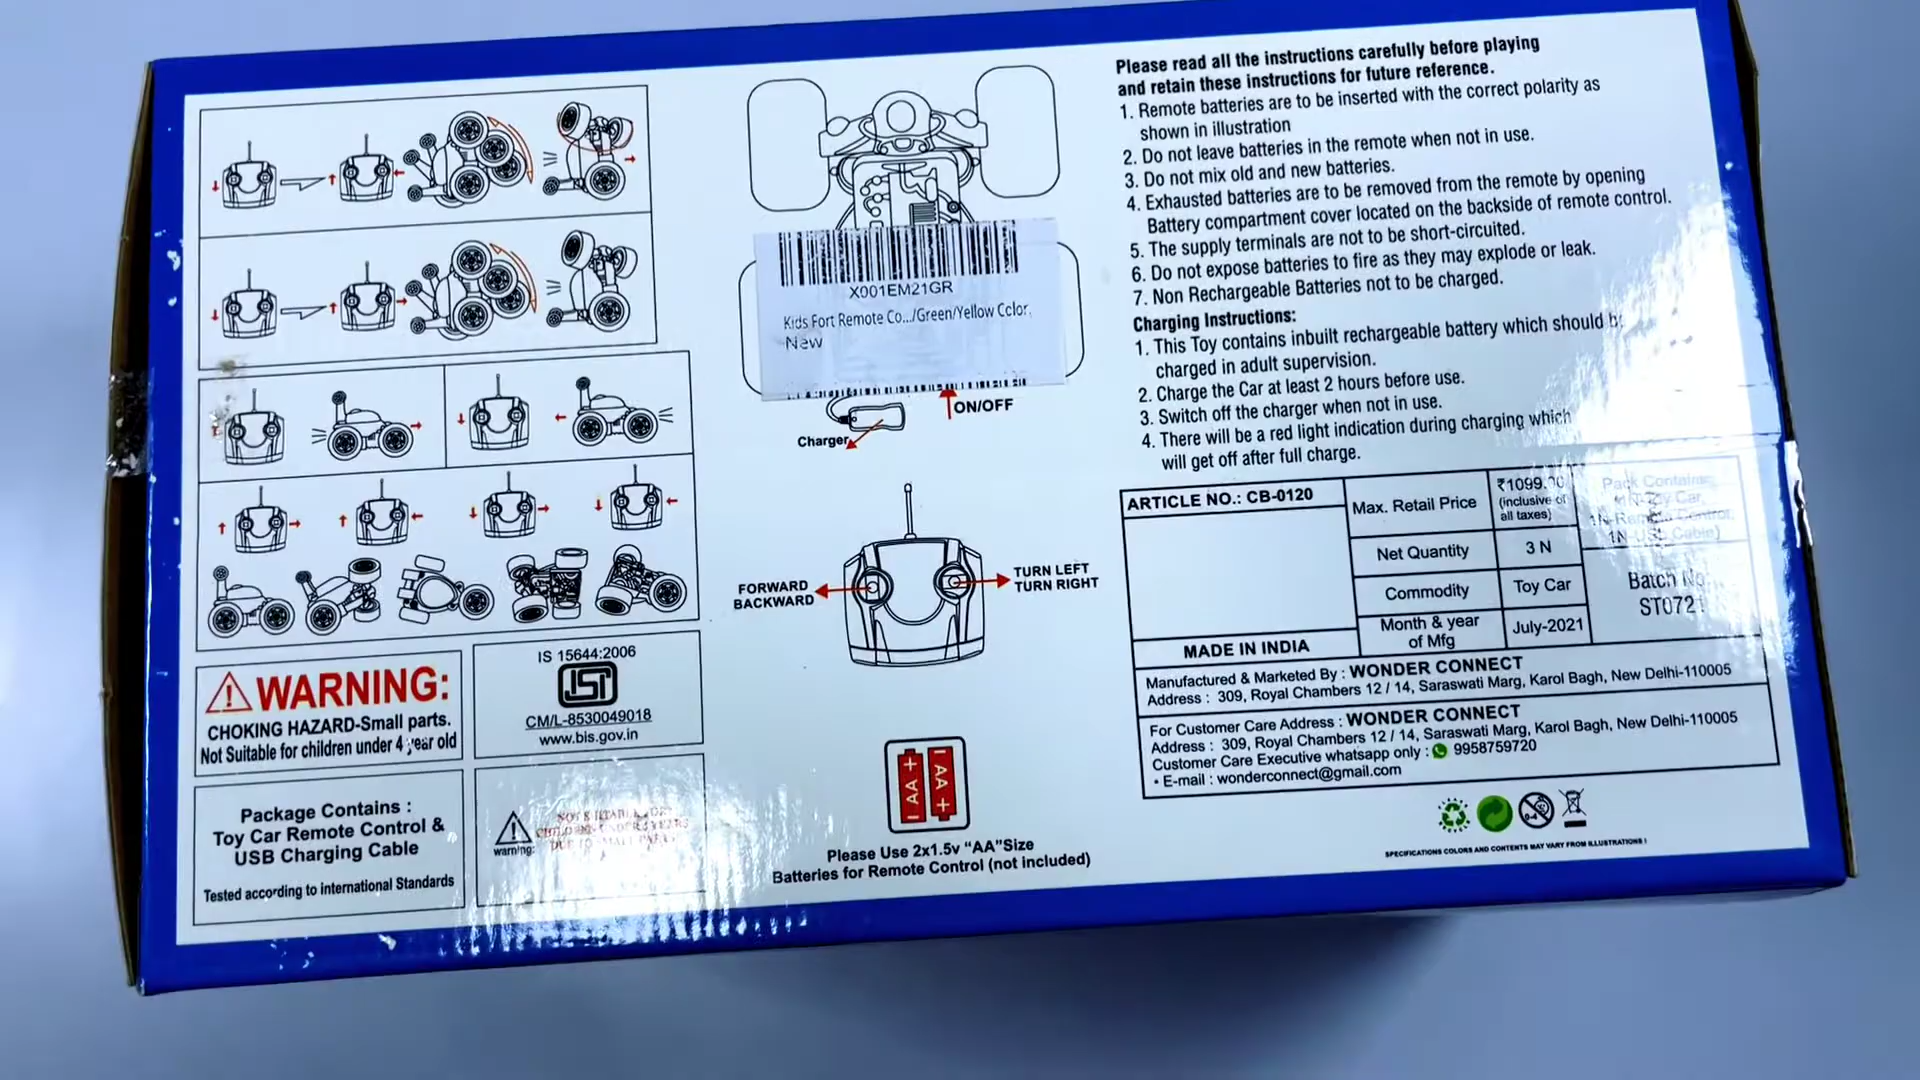 Please read all the instructions carefully before playing
and retain these instructions for future reference.
1. Remote batteries are to be inserted with the correct polarity as
shown in illustration
2. Do not leave batteries in the remote when not in use.
3. Do not mix old and new batteries.
4. Exhausted batteries are to be removed from the remote by opening
Battery compartment cover located on the backside of remote control.
5. The supply terminals are not to be short-circuited.
6. Do not expose batteries to fire as they may explode or leak.
7. Non Rechargeable Batteries not to be charged.
Charging Instructions:
1. This Toy contains inbuilt rechargeable battery which should
charged in adult supervision.
2. Charge the Car at least 2 hours before use.
3. Switch off the charger when not in use.
4. There will be a red light indication during charging which
will get off after full charge.
X001EM21GR
Kids Fort Remote Co.../Green/Yellow Color.
New
ON/OFF
Charger
FORWARD
BACKWARD
TURN LEFT
TURN RIGHT
AA +
AA +
Please Use 2x1.5v "AA"Size
Batteries for Remote Control (not included)
ARTICLE NO.: CB-0120
MADE IN INDIA
Max. Retail Price
₹1099.00
(inclusive of
all taxes)
Net Quantity
3 N
Commodity
Toy Car
Month & year
of Mfg
July-2021
Pack Contains
1N-Toy Car,
1N-Remote Control,
1N-USB Cable)
Batch No.
ST0721
Manufactured & Marketed By : WONDER CONNECT
Address : 309, Royal Chambers 12 / 14, Saraswati Marg, Karol Bagh, New Delhi-110005
For Customer Care Address : WONDER CONNECT
Address : 309, Royal Chambers 12 / 14, Saraswati Marg, Karol Bagh, New Delhi-110005
Customer Care Executive whatsapp only : 9958759720
• E-mail : wonderconnect@gmail.com
SPECIFICATIONS COLORS AND CONTENTS MAY VARY FROM ILLUSTRATIONS !
WARNING:
CHOKING HAZARD-Small parts.
Not Suitable for children under 4 year old
IS 15644:2006
ISI
CM/L-8530049018
www.bis.gov.in
Package Contains :
Toy Car Remote Control &
USB Charging Cable
Tested according to international Standards
warning: